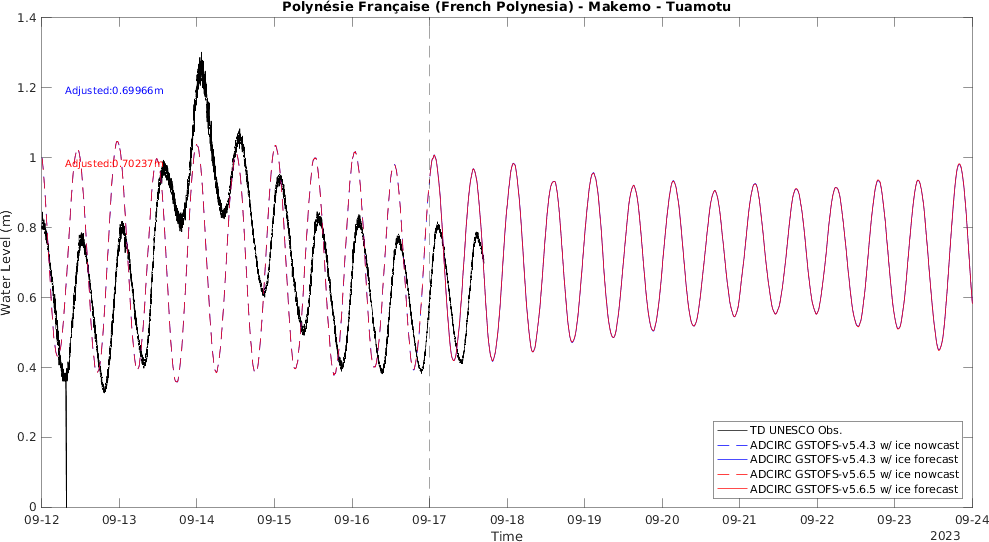 Polynésie Française (French Polynesia) - Makemo - Tuamotu
1.4
1.2
1
0.8
0.6
0.4
0.2
0
Water Level (m)
Adjusted:0.69966m
Adjusted:0.70237m
TD UNESCO Obs.
ADCIRC GSTOFS-v5.4.3 w/ ice nowcast
ADCIRC GSTOFS-v5.4.3 w/ ice forecast
ADCIRC GSTOFS-v5.6.5 w/ ice nowcast
ADCIRC GSTOFS-v5.6.5 w/ ice forecast
09-12 09-13 09-14 09-15 09-16 09-17 09-18 09-19 09-20 09-21 09-22 09-23 09-24
Time
2023